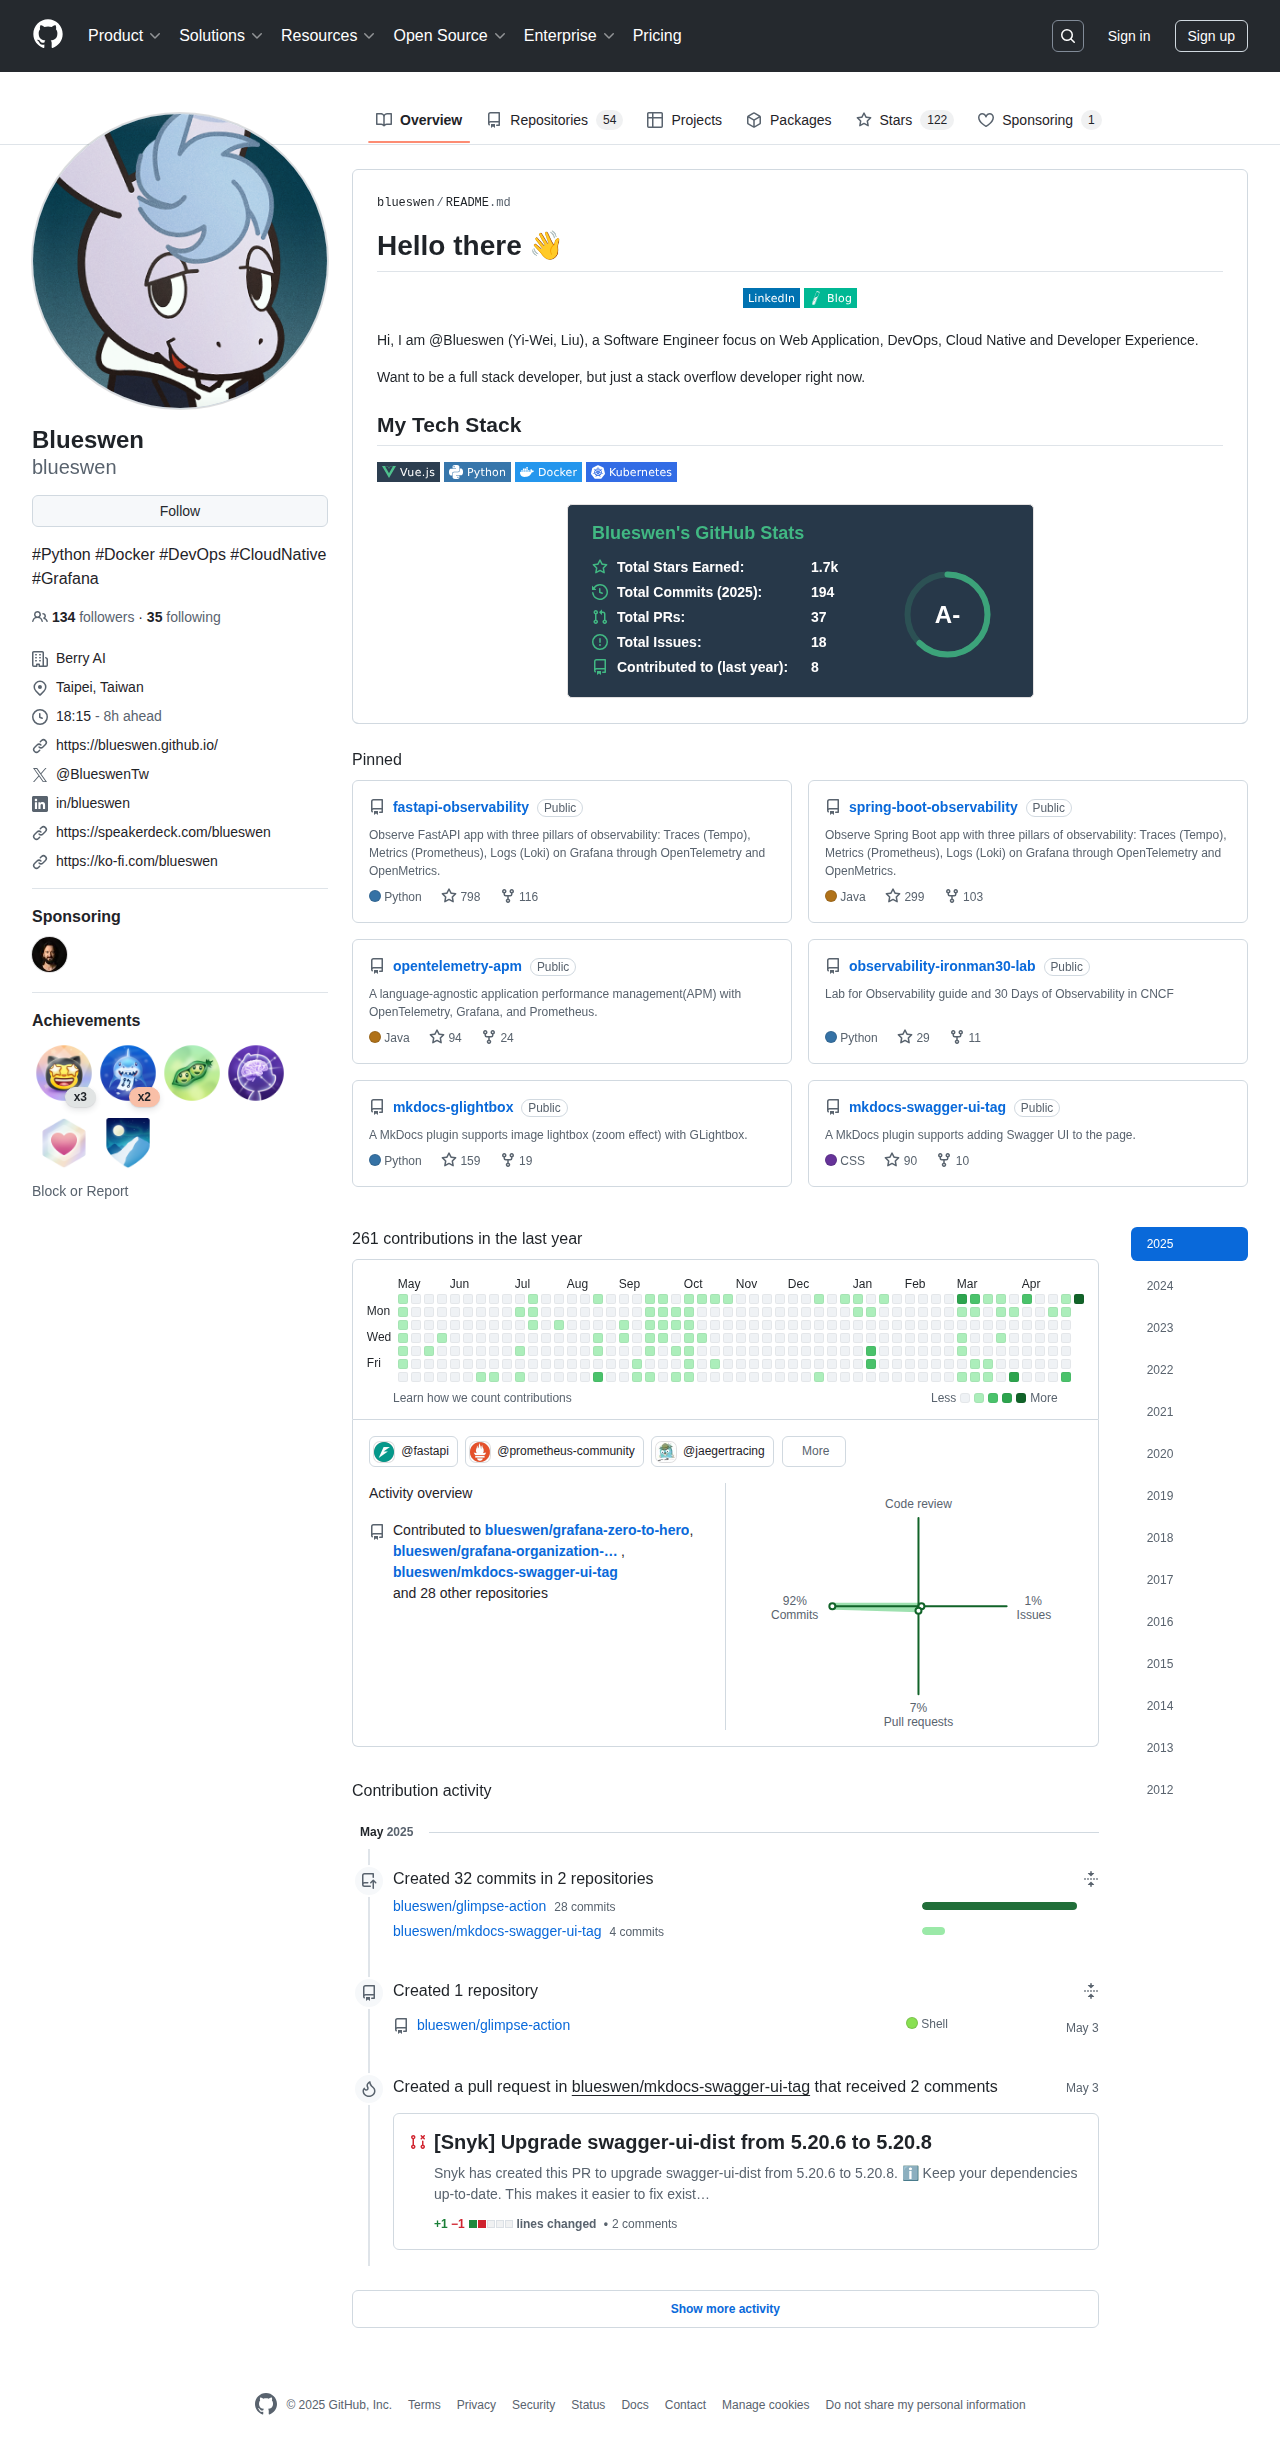 Product Solutions Resources Open Source Enterprise Pricing Sign in Sign up
Overview Repositories 54 Projects Packages Stars 122 Sponsoring 1
Blueswen
blueswen
Follow
#Python #Docker #DevOps #CloudNative
#Grafana
134 followers · 35 following
Berry AI
Taipei, Taiwan
18:15 - 8h ahead
https://blueswen.github.io/
@BlueswenTw
in/blueswen
https://speakerdeck.com/blueswen
https://ko-fi.com/blueswen
Sponsoring
Achievements
x3 x2
Block or Report
blueswen/README.md
Hello there 👋
LinkedIn Blog
Hi, I am @Blueswen (Yi-Wei, Liu), a Software Engineer focus on Web Application, DevOps, Cloud Native and Developer Experience.
Want to be a full stack developer, but just a stack overflow developer right now.
My Tech Stack
Vue.js Python Docker Kubernetes
Blueswen's GitHub Stats
Total Stars Earned: 1.7k
Total Commits (2025): 194
Total PRs: 37
Total Issues: 18
Contributed to (last year): 8
A-
Pinned
fastapi-observability Public
Observe FastAPI app with three pillars of observability: Traces (Tempo),
Metrics (Prometheus), Logs (Loki) on Grafana through OpenTelemetry and
OpenMetrics.
Python 798 116
spring-boot-observability Public
Observe Spring Boot app with three pillars of observability: Traces (Tempo),
Metrics (Prometheus), Logs (Loki) on Grafana through OpenTelemetry and
OpenMetrics.
Java 299 103
opentelemetry-apm Public
A language-agnostic application performance management(APM) with
OpenTelemetry, Grafana, and Prometheus.
Java 94 24
observability-ironman30-lab Public
Lab for Observability guide and 30 Days of Observability in CNCF
Python 29 11
mkdocs-glightbox Public
A MkDocs plugin supports image lightbox (zoom effect) with GLightbox.
Python 159 19
mkdocs-swagger-ui-tag Public
A MkDocs plugin supports adding Swagger UI to the page.
CSS 90 10
261 contributions in the last year
May Jun Jul Aug Sep Oct Nov Dec Jan Feb Mar Apr
Mon
Wed
Fri
Learn how we count contributions Less More
@fastapi @prometheus-community @jaegertracing More
Activity overview
Contributed to blueswen/grafana-zero-to-hero,
blueswen/grafana-organization-… ,
blueswen/mkdocs-swagger-ui-tag
and 28 other repositories
Code review
92%
Commits
1%
Issues
7%
Pull requests
2025
2024
2023
2022
2021
2020
2019
2018
2017
2016
2015
2014
2013
2012
Contribution activity
May 2025
Created 32 commits in 2 repositories
blueswen/glimpse-action 28 commits
blueswen/mkdocs-swagger-ui-tag 4 commits
Created 1 repository
blueswen/glimpse-action Shell May 3
Created a pull request in blueswen/mkdocs-swagger-ui-tag that received 2 comments May 3
[Snyk] Upgrade swagger-ui-dist from 5.20.6 to 5.20.8
Snyk has created this PR to upgrade swagger-ui-dist from 5.20.6 to 5.20.8. ℹ️ Keep your dependencies
up-to-date. This makes it easier to fix exist…
+1 −1 lines changed • 2 comments
Show more activity
© 2025 GitHub, Inc. Terms Privacy Security Status Docs Contact Manage cookies Do not share my personal information